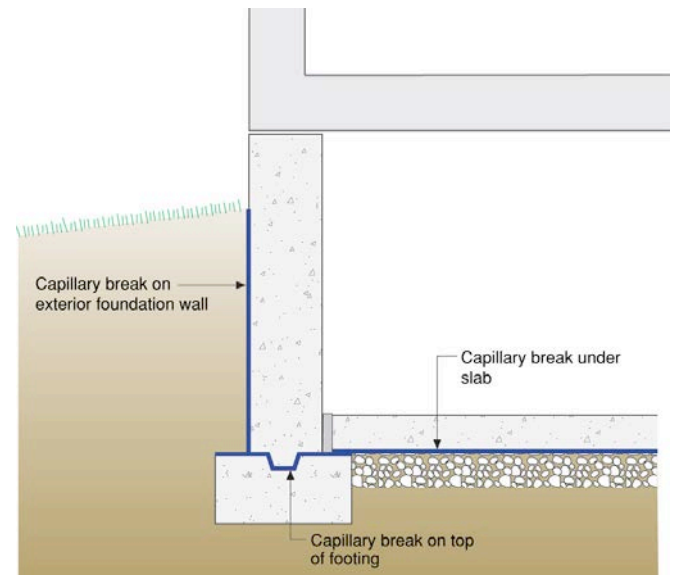 Capillary break on
exterior foundation wall
Capillary break under
slab
Capillary break on top
of footing